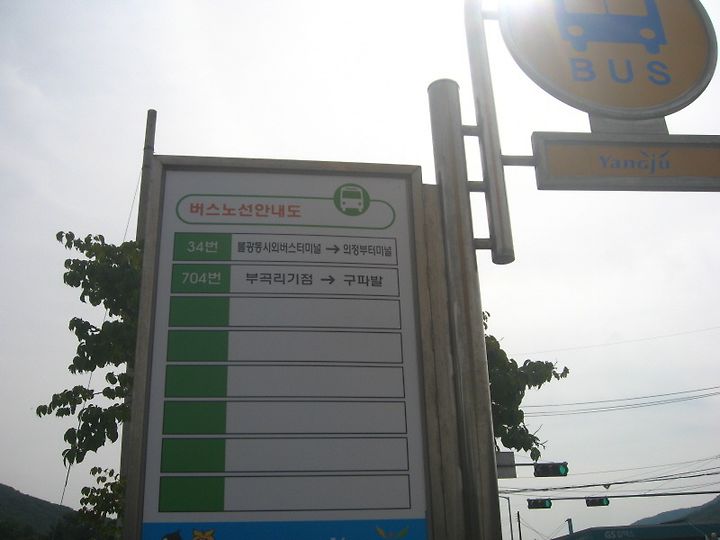 BUS
Yangju
버스노선안내도
34번 불광동시외버스터미널 → 의정부터미널
704번 부곡리기점 → 구파발